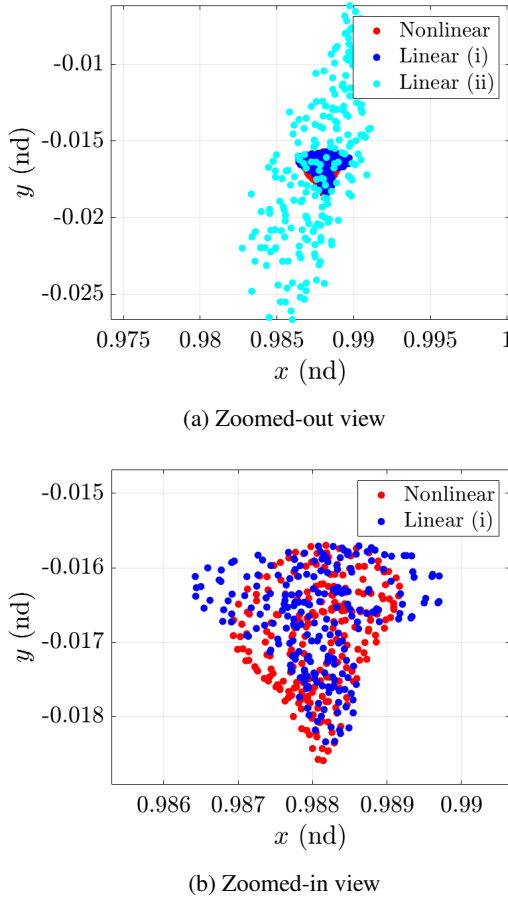 Nonlinear
Linear (i)
Linear (ii)
-0.01
-0.015
-0.02
-0.025
y (nd)
0.975 0.98 0.985 0.99 0.995 1
x (nd)
(a) Zoomed-out view
-0.015
Nonlinear
Linear (i)
-0.016
-0.017
-0.018
y (nd)
0.986 0.987 0.988 0.989 0.99
x (nd)
(b) Zoomed-in view